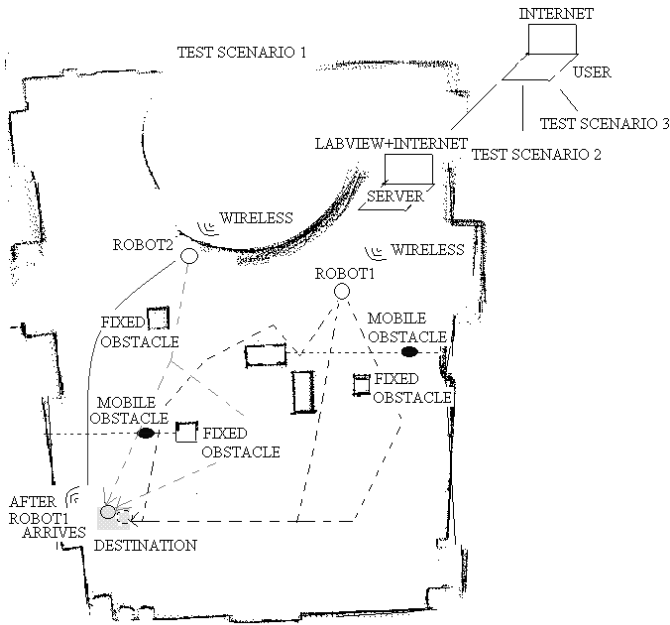 INTERNET
TEST SCENARIO 1
USER
TEST SCENARIO 3
LABVIEW+INTERNET
TEST SCENARIO 2
SERVER
WIRELESS
ROBOT2
WIRELESS
ROBOT1
FIXED
OBSTACLE
MOBILE
OBSTACLE
FIXED
OBSTACLE
MOBILE
OBSTACLE
FIXED
OBSTACLE
AFTER
ROBOT1
ARRIVES
DESTINATION